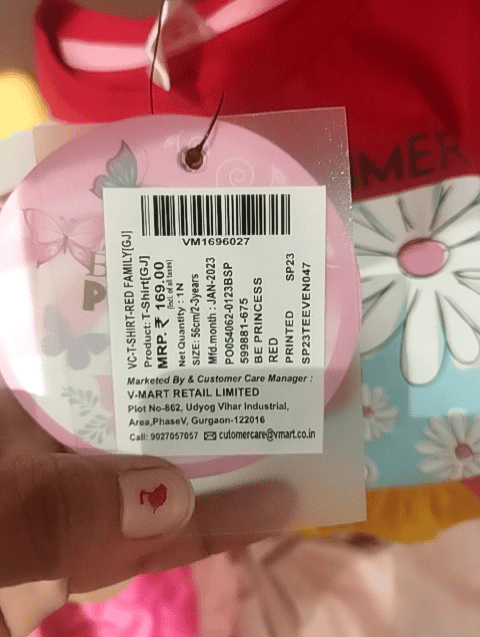 VM1696027
VC-T-SHIRT-RED FAMILY[GJ]
Product: T-Shirt[GJ]
MRP. ₹ 169.00
(Incl. of all taxes)
Net Quantity : 1N
SIZE: 56cm/2-3years
Mfd.month : JAN-2023
PO054062-0123BSP
599881-675
BE PRINCESS
RED
PRINTED SP23
SP23TEEVEN047
Marketed By & Customer Care Manager :
V-MART RETAIL LIMITED
Plot No-862, Udyog Vihar Industrial,
Area,PhaseV, Gurgaon-122016
Call: 9927957057 cutomercare@vmart.co.in
MMER